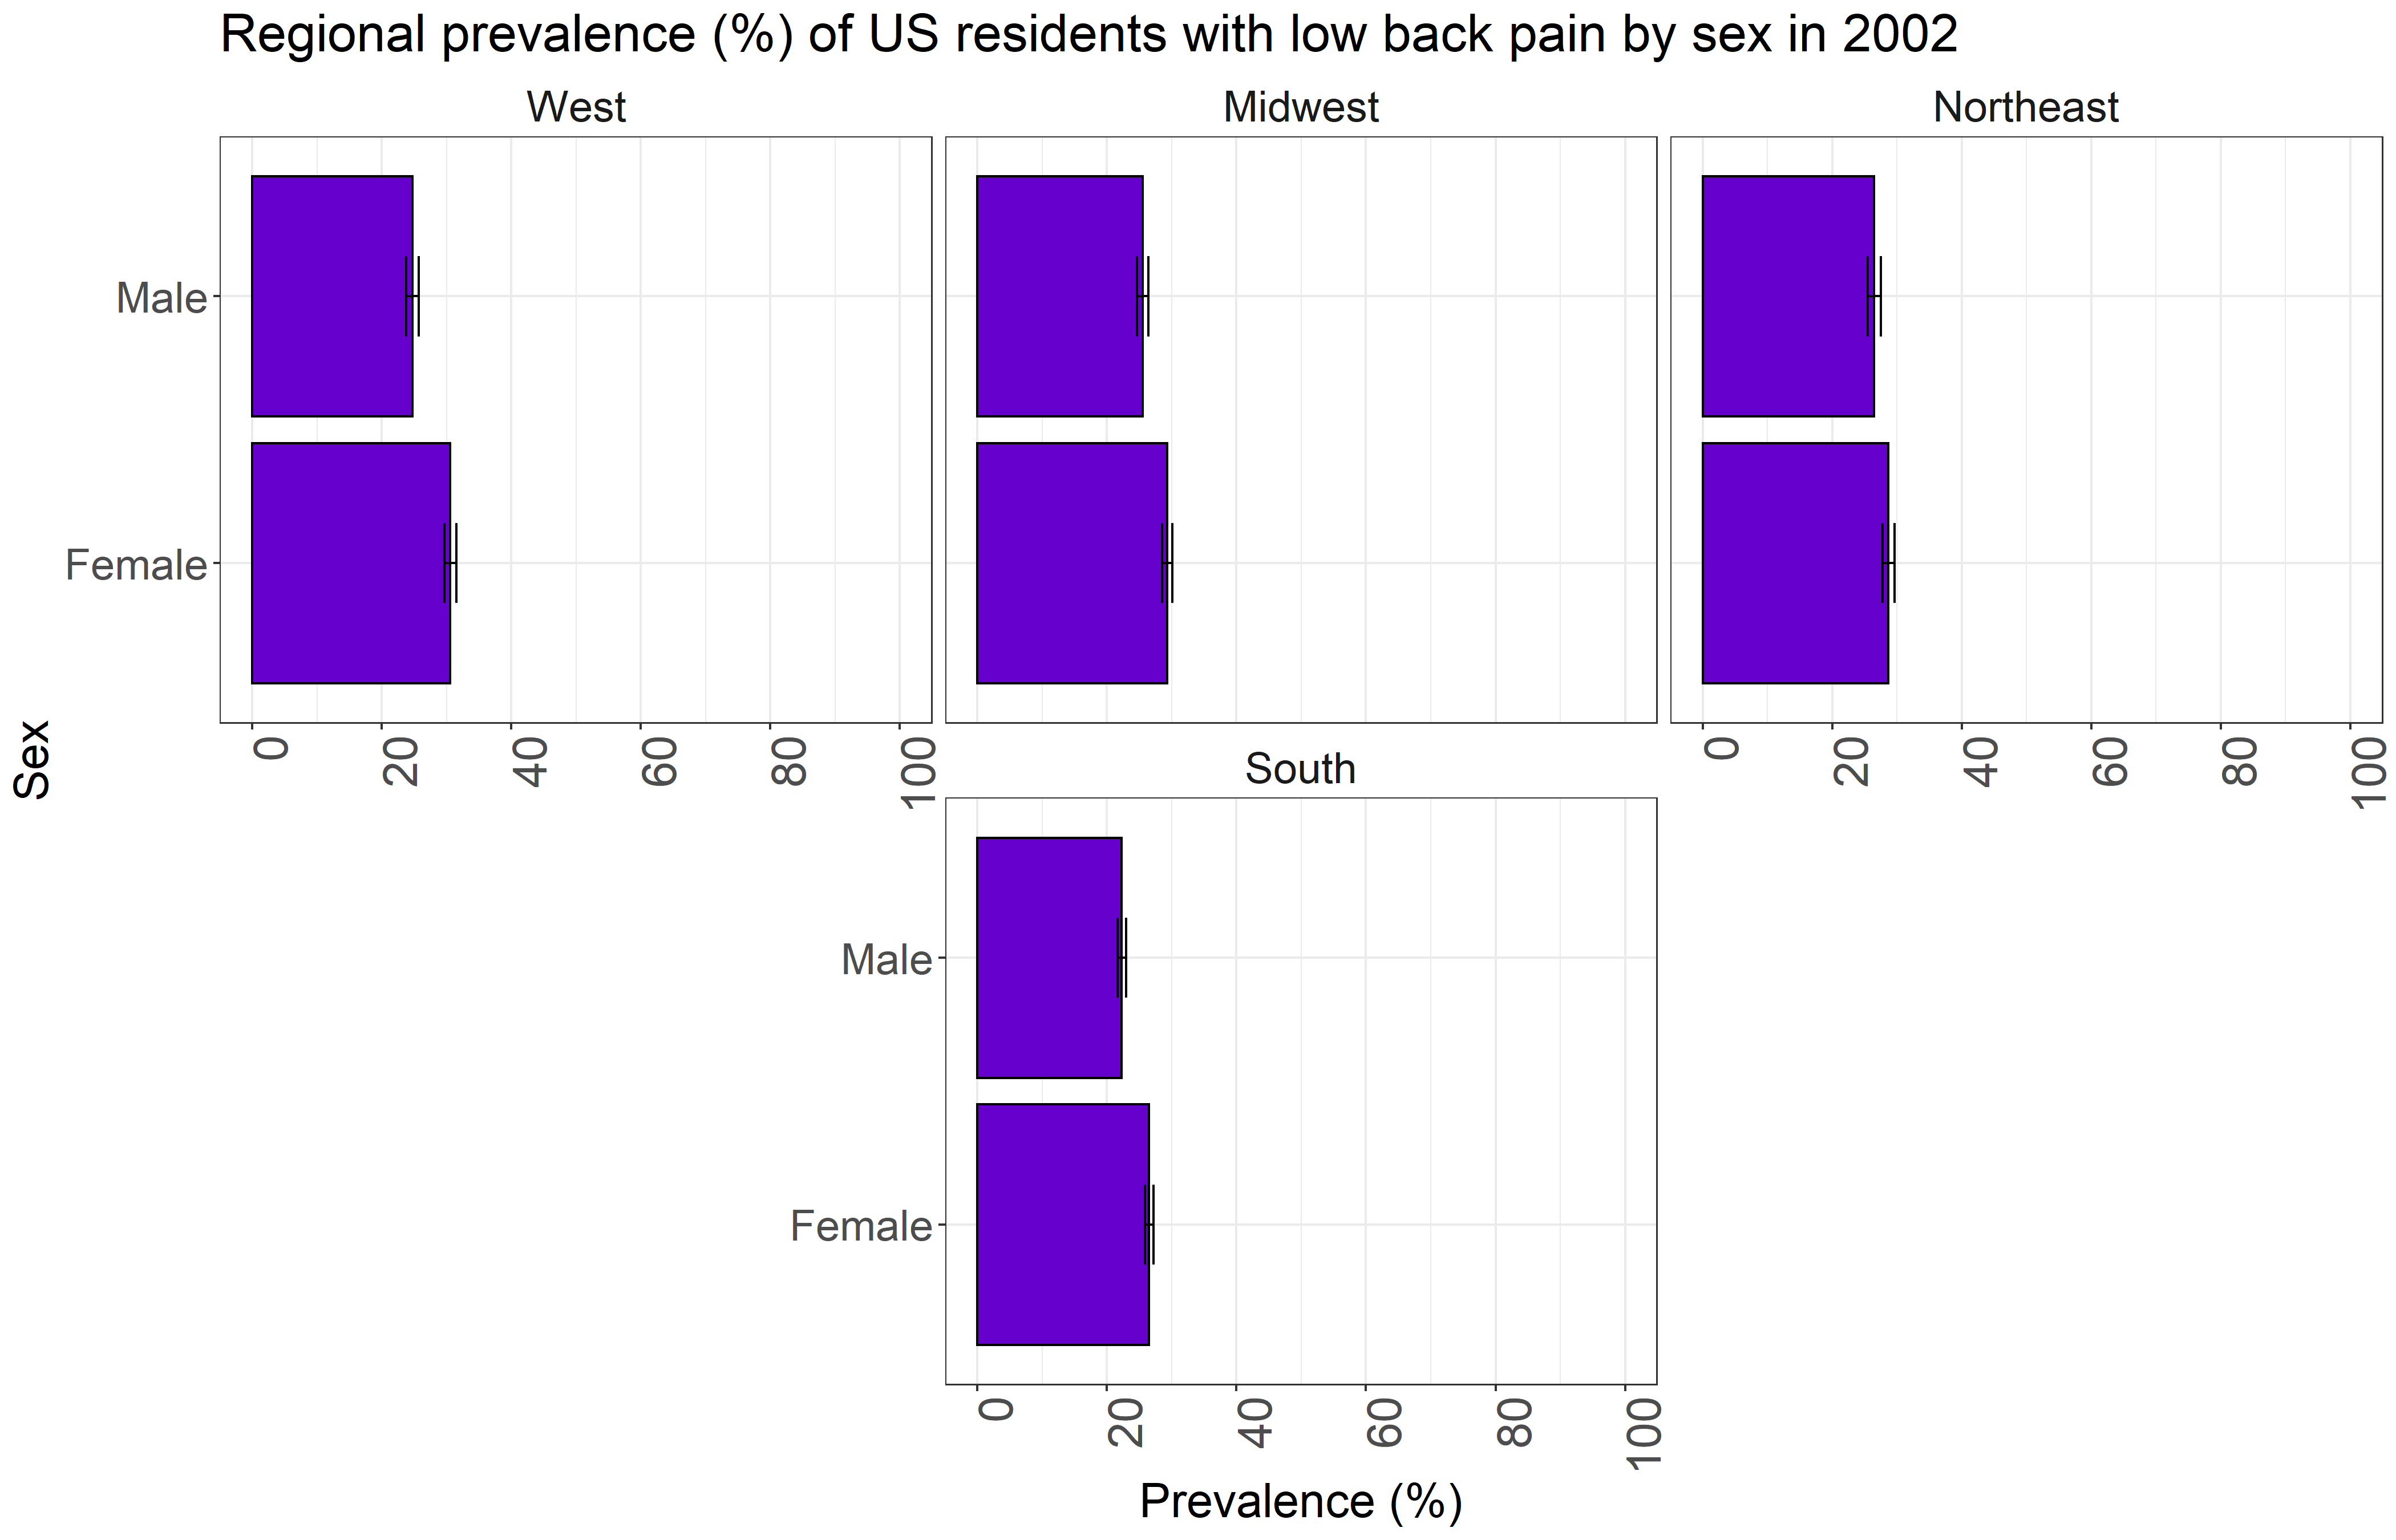 Regional prevalence (%) of US residents with low back pain by sex in 2002
West
Midwest
Northeast
Male
Female
0
20
40
60
80
100
0
20
40
60
80
100
Sex
South
Male
Female
0
20
40
60
80
100
Prevalence (%)